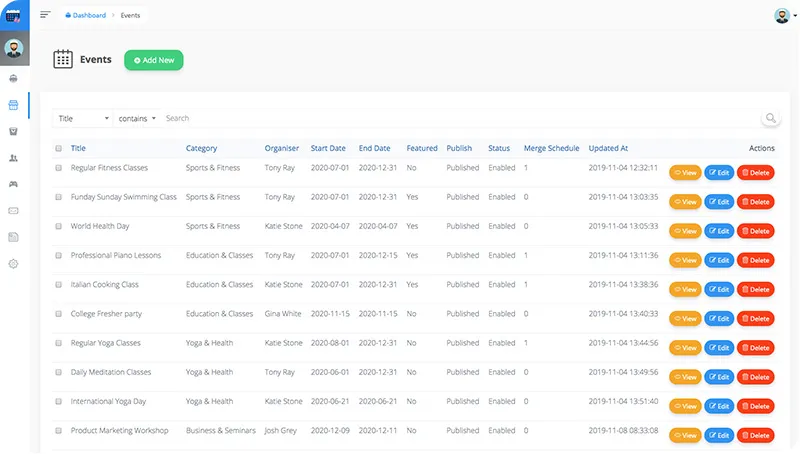 Dashboard > Events
Events Add New
Title contains Search
Title Category Organiser Start Date End Date Featured Publish Status Merge Schedule Updated At Actions
Regular Fitness Classes Sports & Fitness Tony Ray 2020-07-01 2020-12-31 No Published Enabled 1 2019-11-04 12:32:11 View Edit Delete
Funday Sunday Swimming Class Sports & Fitness Tony Ray 2020-07-01 2020-12-31 Yes Published Enabled 0 2019-11-04 13:03:35 View Edit Delete
World Health Day Sports & Fitness Katie Stone 2020-04-07 2020-04-07 Yes Published Enabled 0 2019-11-04 13:05:33 View Edit Delete
Professional Piano Lessons Education & Classes Tony Ray 2020-07-01 2020-12-15 Yes Published Enabled 1 2019-11-04 13:11:36 View Edit Delete
Italian Cooking Class Education & Classes Katie Stone 2020-07-01 2020-12-31 Yes Published Enabled 1 2019-11-04 13:38:36 View Edit Delete
College Fresher party Education & Classes Gina White 2020-11-15 2020-11-15 No Published Enabled 0 2019-11-04 13:40:33 View Edit Delete
Regular Yoga Classes Yoga & Health Katie Stone 2020-08-01 2020-12-31 No Published Enabled 1 2019-11-04 13:44:56 View Edit Delete
Daily Meditation Classes Yoga & Health Tony Ray 2020-06-01 2020-12-31 No Published Enabled 0 2019-11-04 13:49:56 View Edit Delete
International Yoga Day Yoga & Health Katie Stone 2020-06-21 2020-06-21 No Published Enabled 0 2019-11-04 13:51:40 View Edit Delete
Product Marketing Workshop Business & Seminars Josh Grey 2020-12-09 2020-12-11 No Published Enabled 0 2019-11-08 08:33:08 View Edit Delete